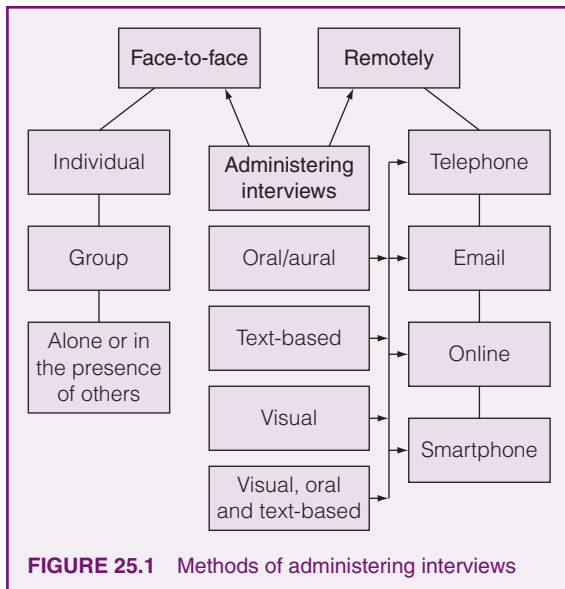 Face-to-face
Remotely
Individual
Administering
interviews
Telephone
Group
Oral/aural
Email
Alone or in
the presence
of others
Text-based
Online
Visual
Smartphone
Visual, oral
and text-based
FIGURE 25.1 Methods of administering interviews